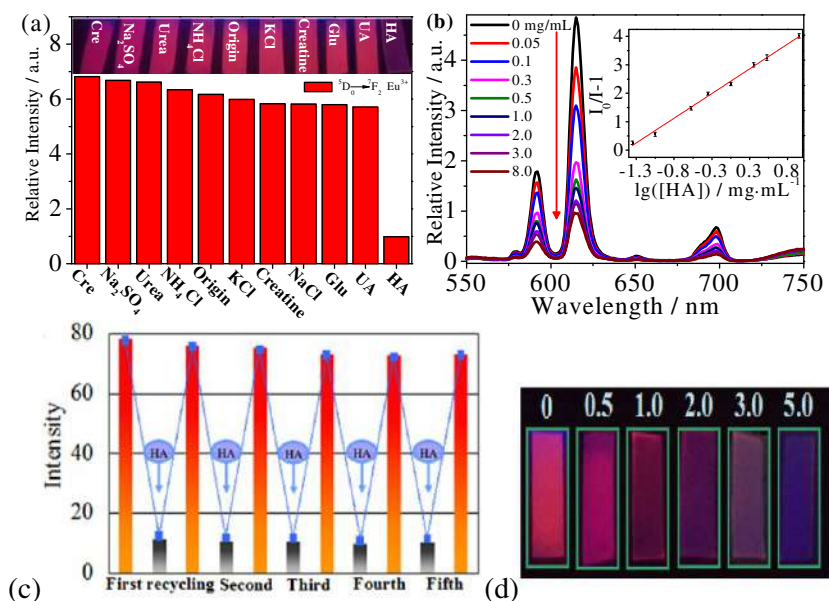 (a)
Cre Na2SO4 Urea NH4Cl Origin KCl Creatine Glu UA HA
⁵D₀→⁷F₂ Eu³⁺
Relative Intensity / a.u.
8
6
4
2
0
Cre Na₂SO₄ Urea NH₄Cl Origin KCl Creatine NaCl Glu UA HA
(b)
0 mg/mL
0.05
0.1
0.3
0.5
1.0
2.0
3.0
8.0
Relative Intensity / a.u.
4
3
2
1
0
550 600 650 700 750
Wavelength / nm
I₀/I-1
4
3
2
1
0
-1.3 -0.9 -0.5 -0.3 0.4 0.9
lg([HA]) / mg·mL⁻¹
(c)
Intensity
80
60
40
20
0
HA HA HA HA HA
First recycling Second Third Fourth Fifth
(d)
0 0.5 1.0 2.0 3.0 5.0